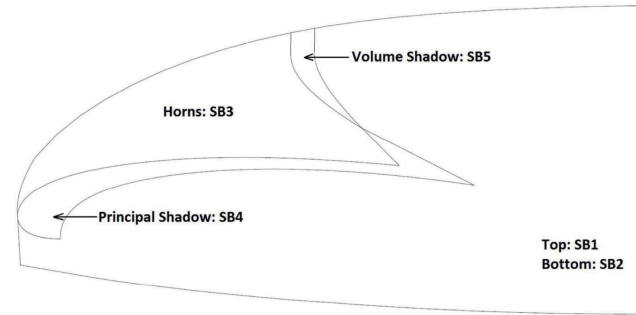 Volume Shadow: SB5
Horns: SB3
Principal Shadow: SB4
Top: SB1
Bottom: SB2